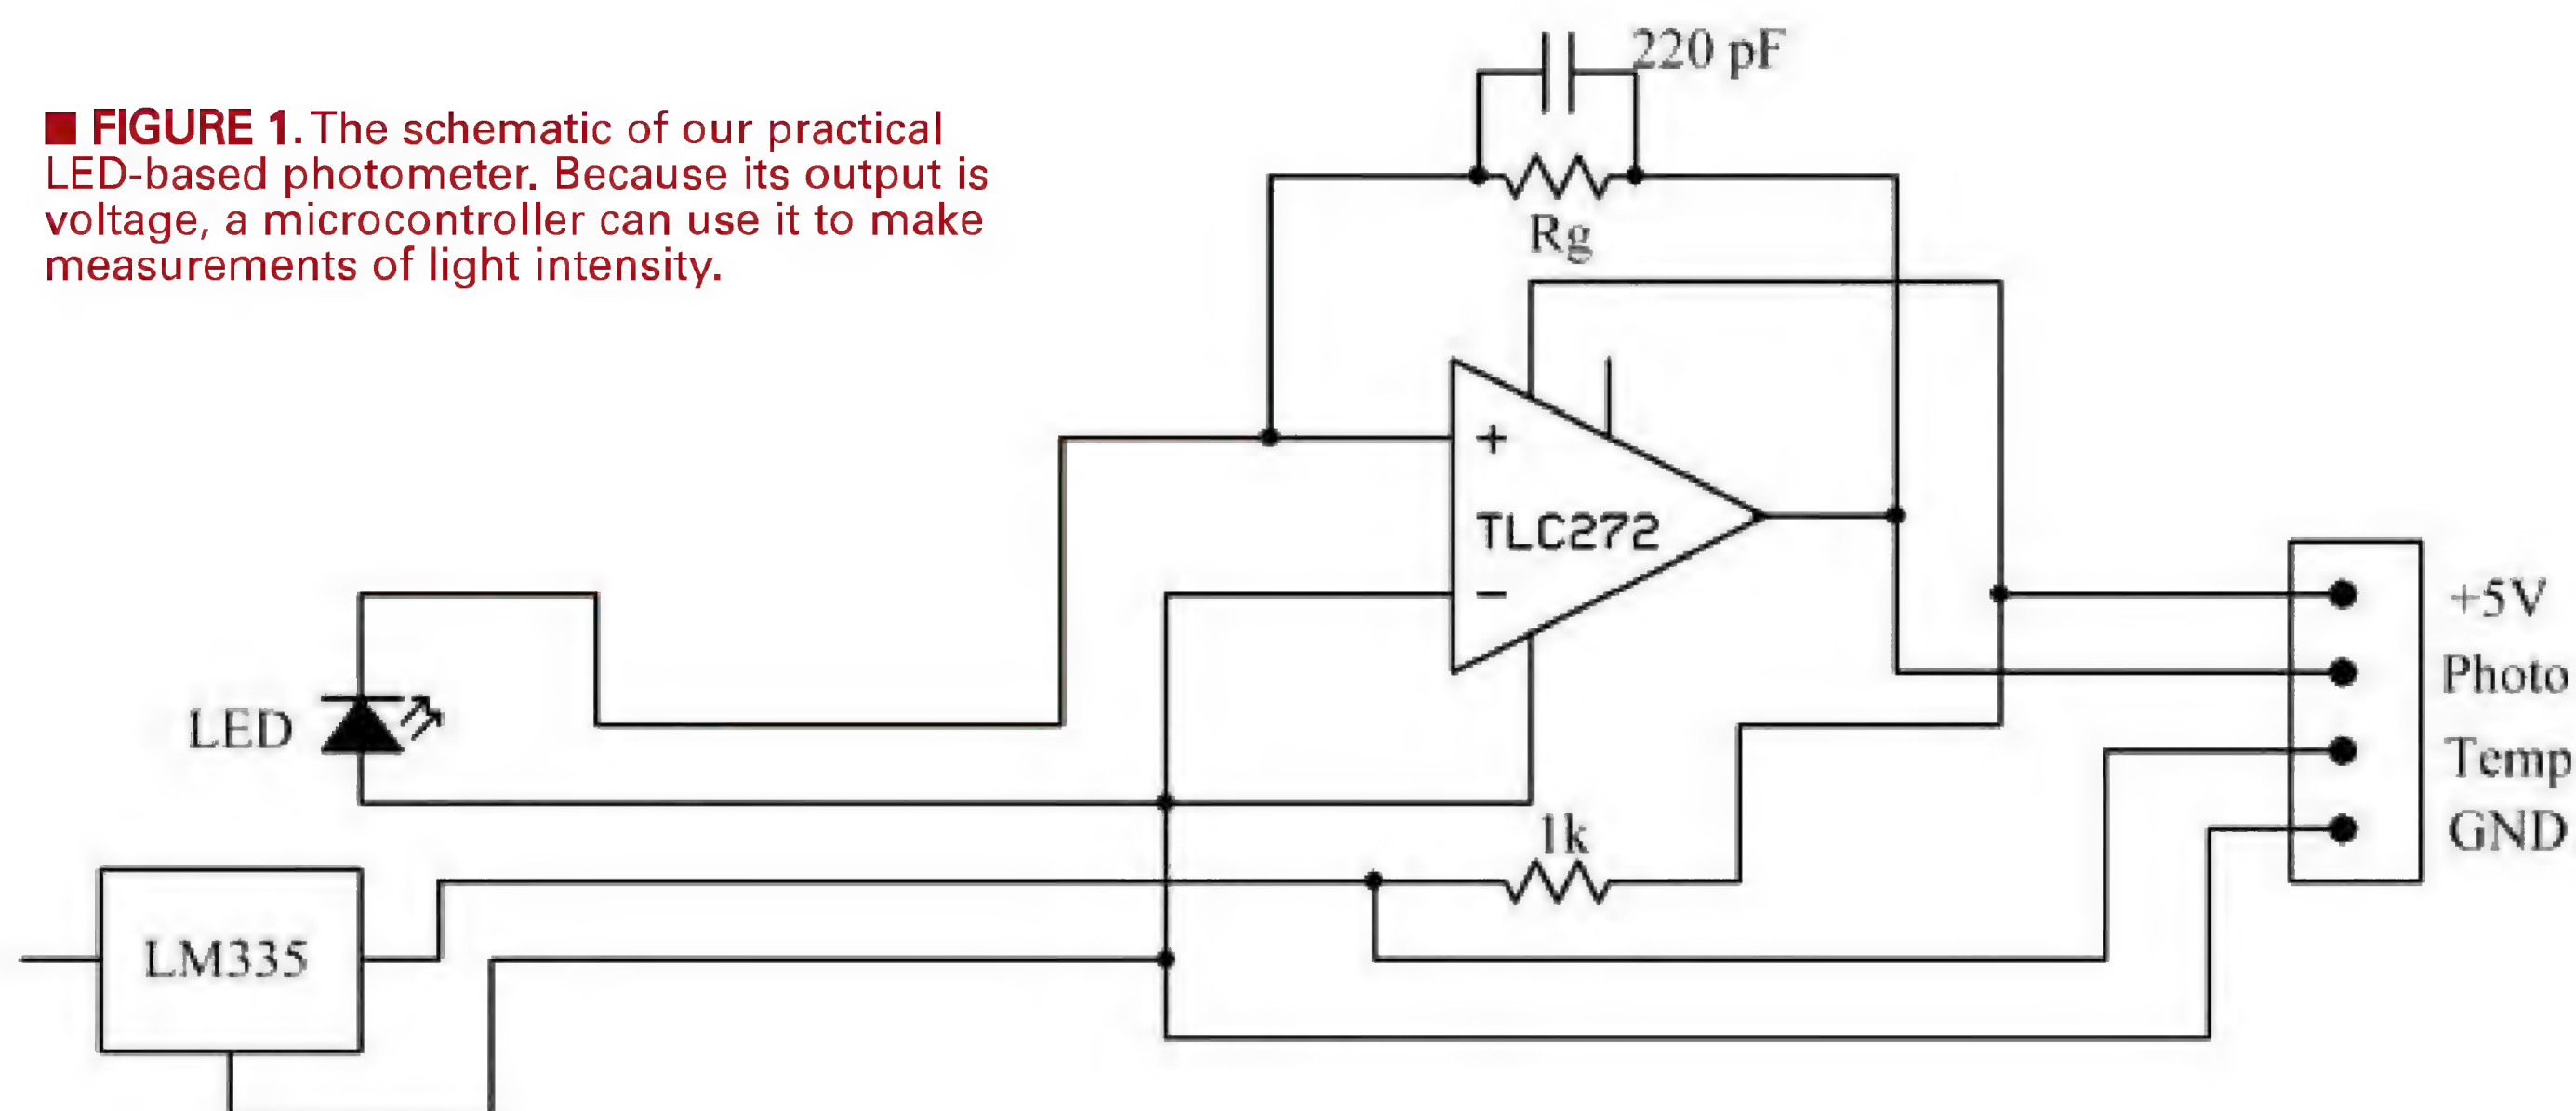 ■ FIGURE 1. The schematic of our practical
LED-based photometer. Because its output is
voltage, a microcontroller can use it to make
measurements of light intensity.
220 pF
Rg
+
TLC272
−
+5V
Photo
Temp
GND
LED
1k
LM335